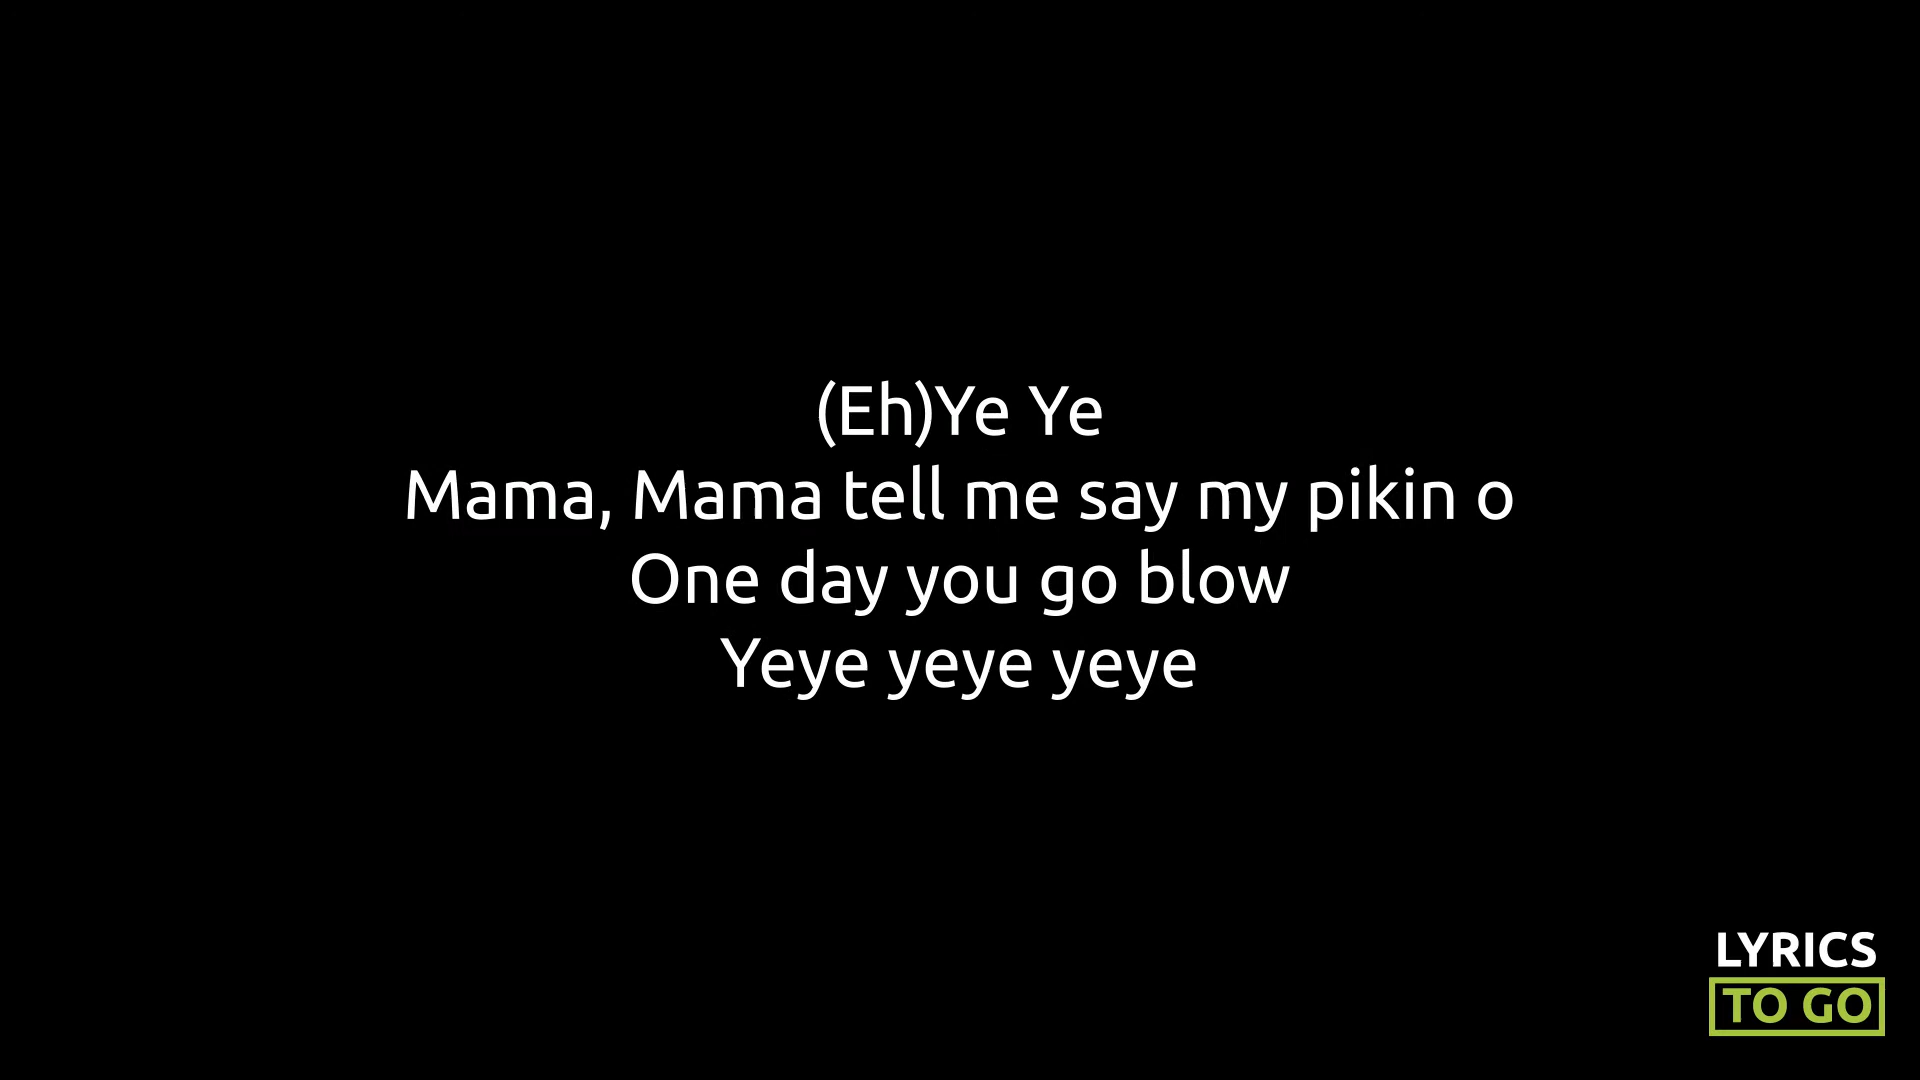 (Eh)Ye Ye
Mama, Mama tell me say my pikin o
One day you go blow
Yeye yeye yeye
LYRICS
TO GO